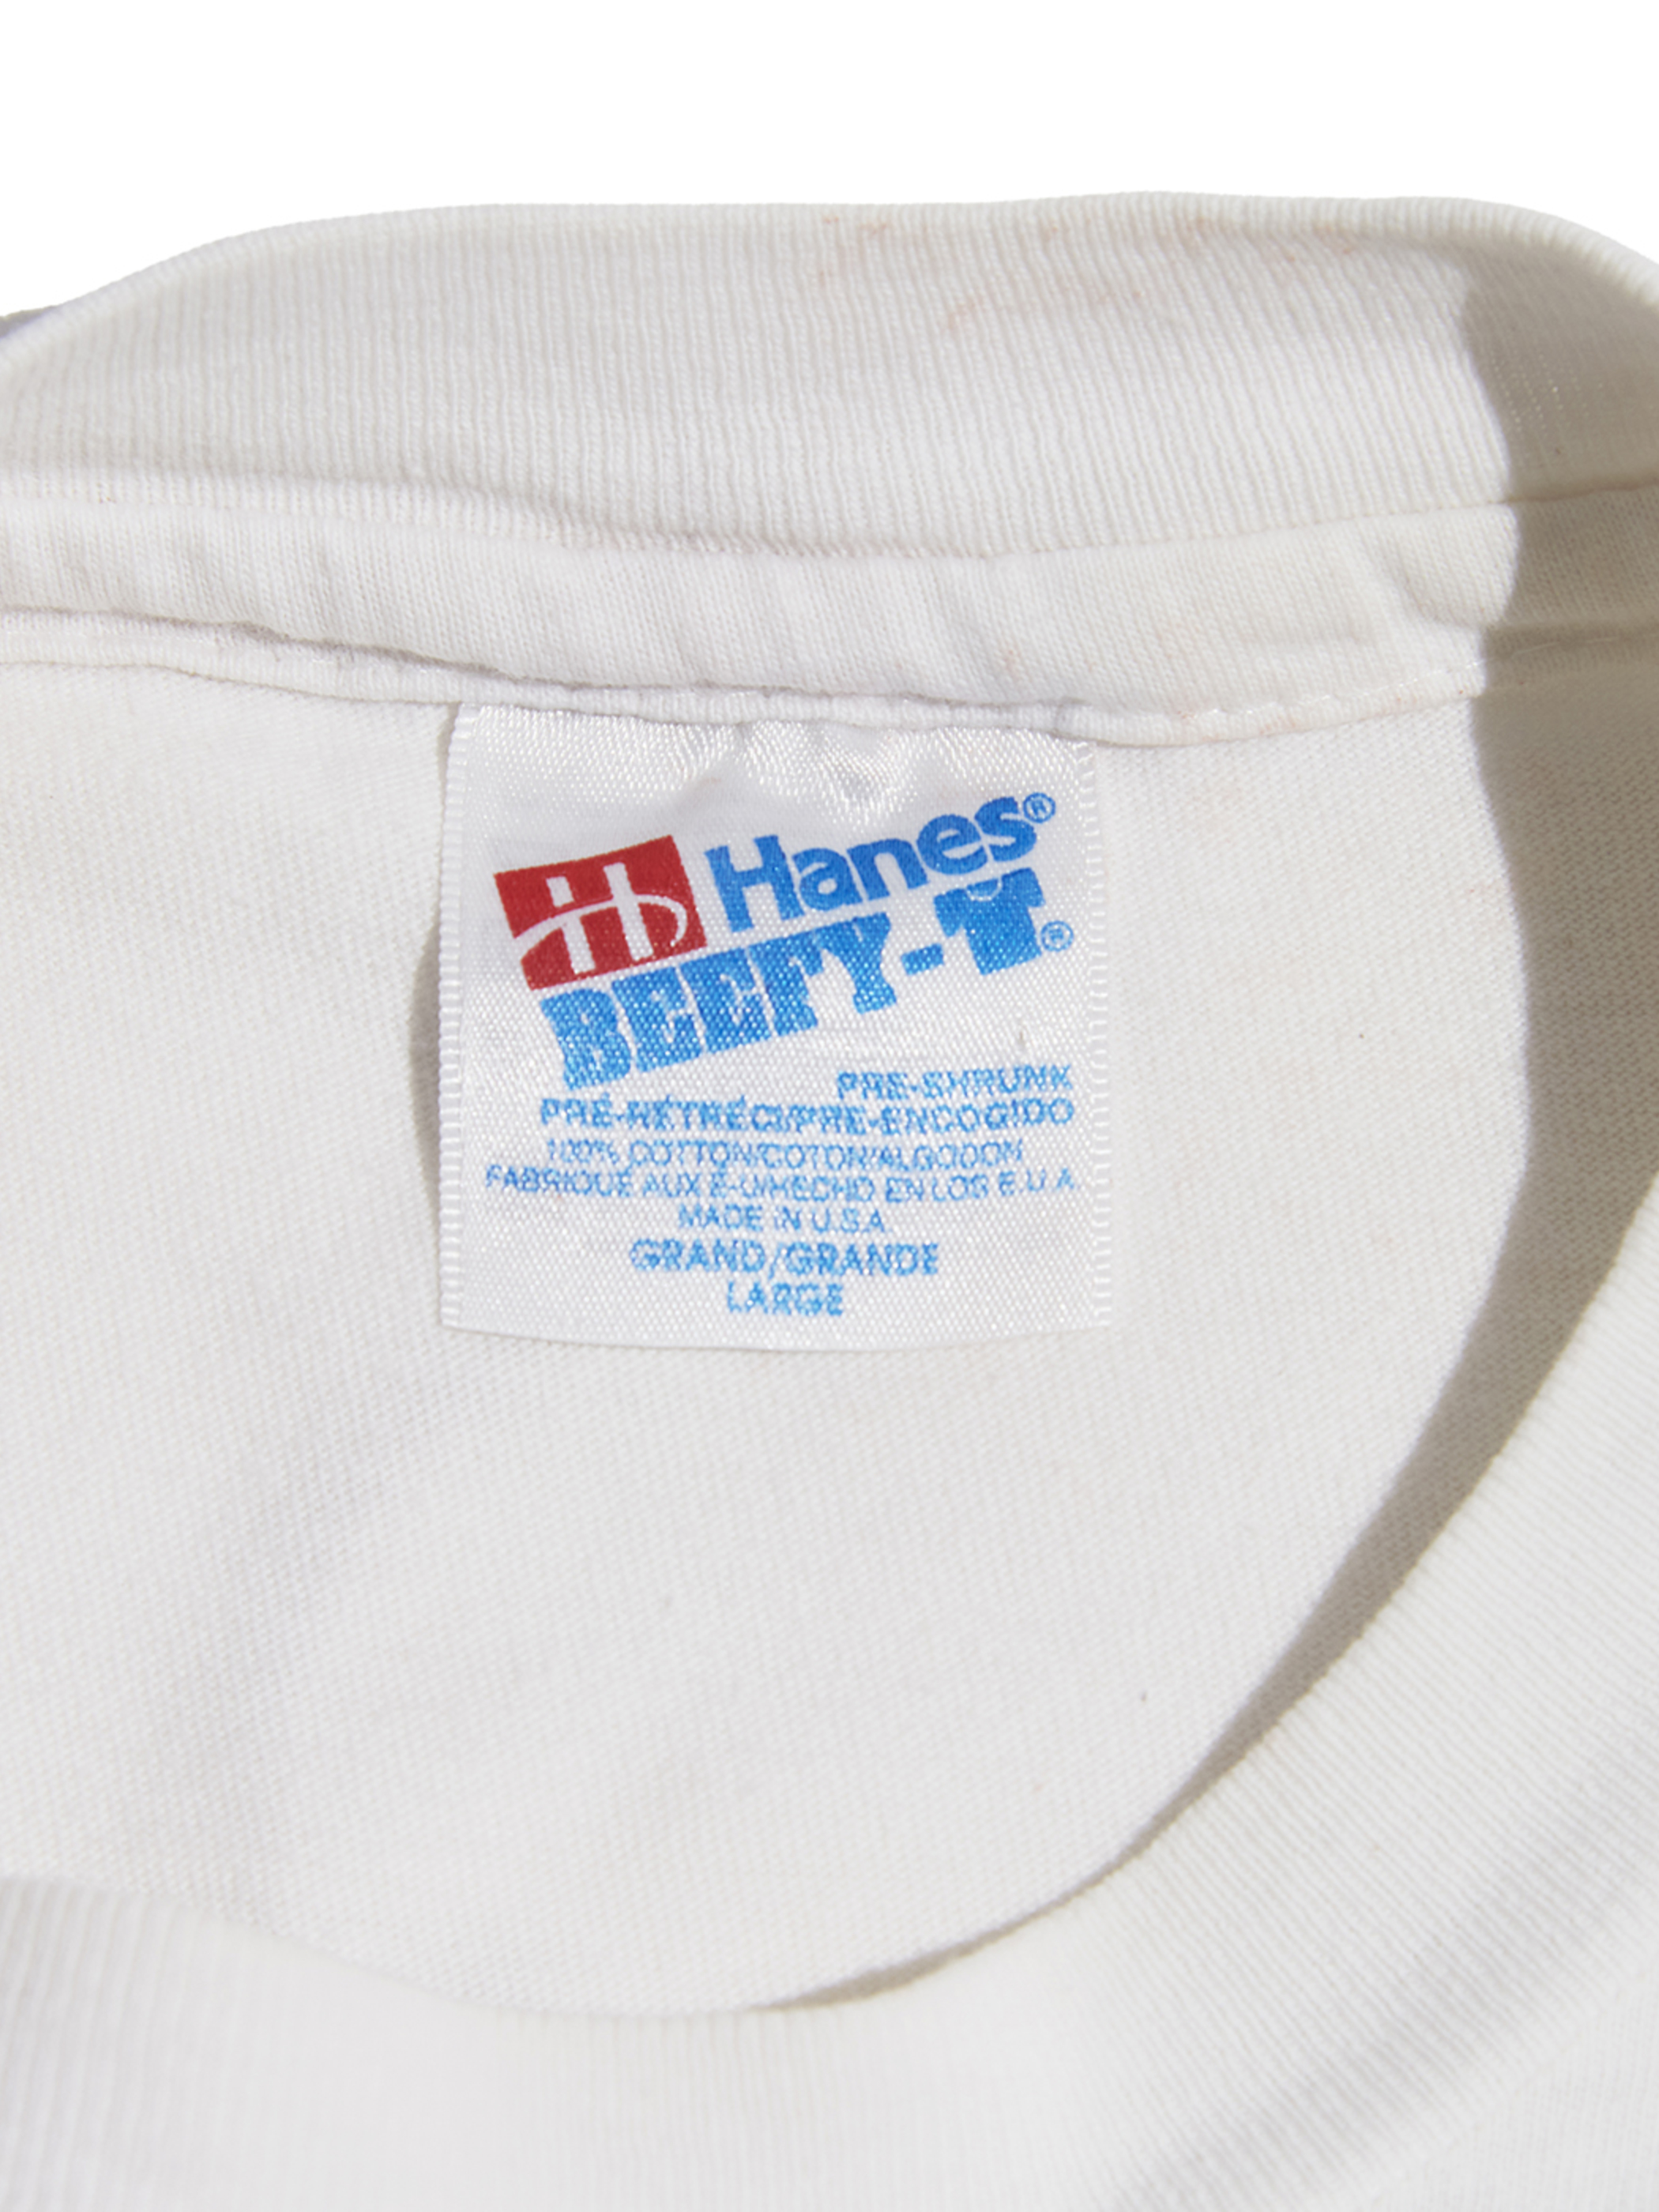 H Hanes®
BEEFY-T®
PRE-SHRUNK
PRÉ-RÉTRÉCI/PRE-ENCOGIDO
100% COTTON/COTON/ALGODON
FABRIQUÉ AUX É-U/HECHO EN LOS E.U.A
MADE IN U.S.A
GRAND/GRANDE
LARGE